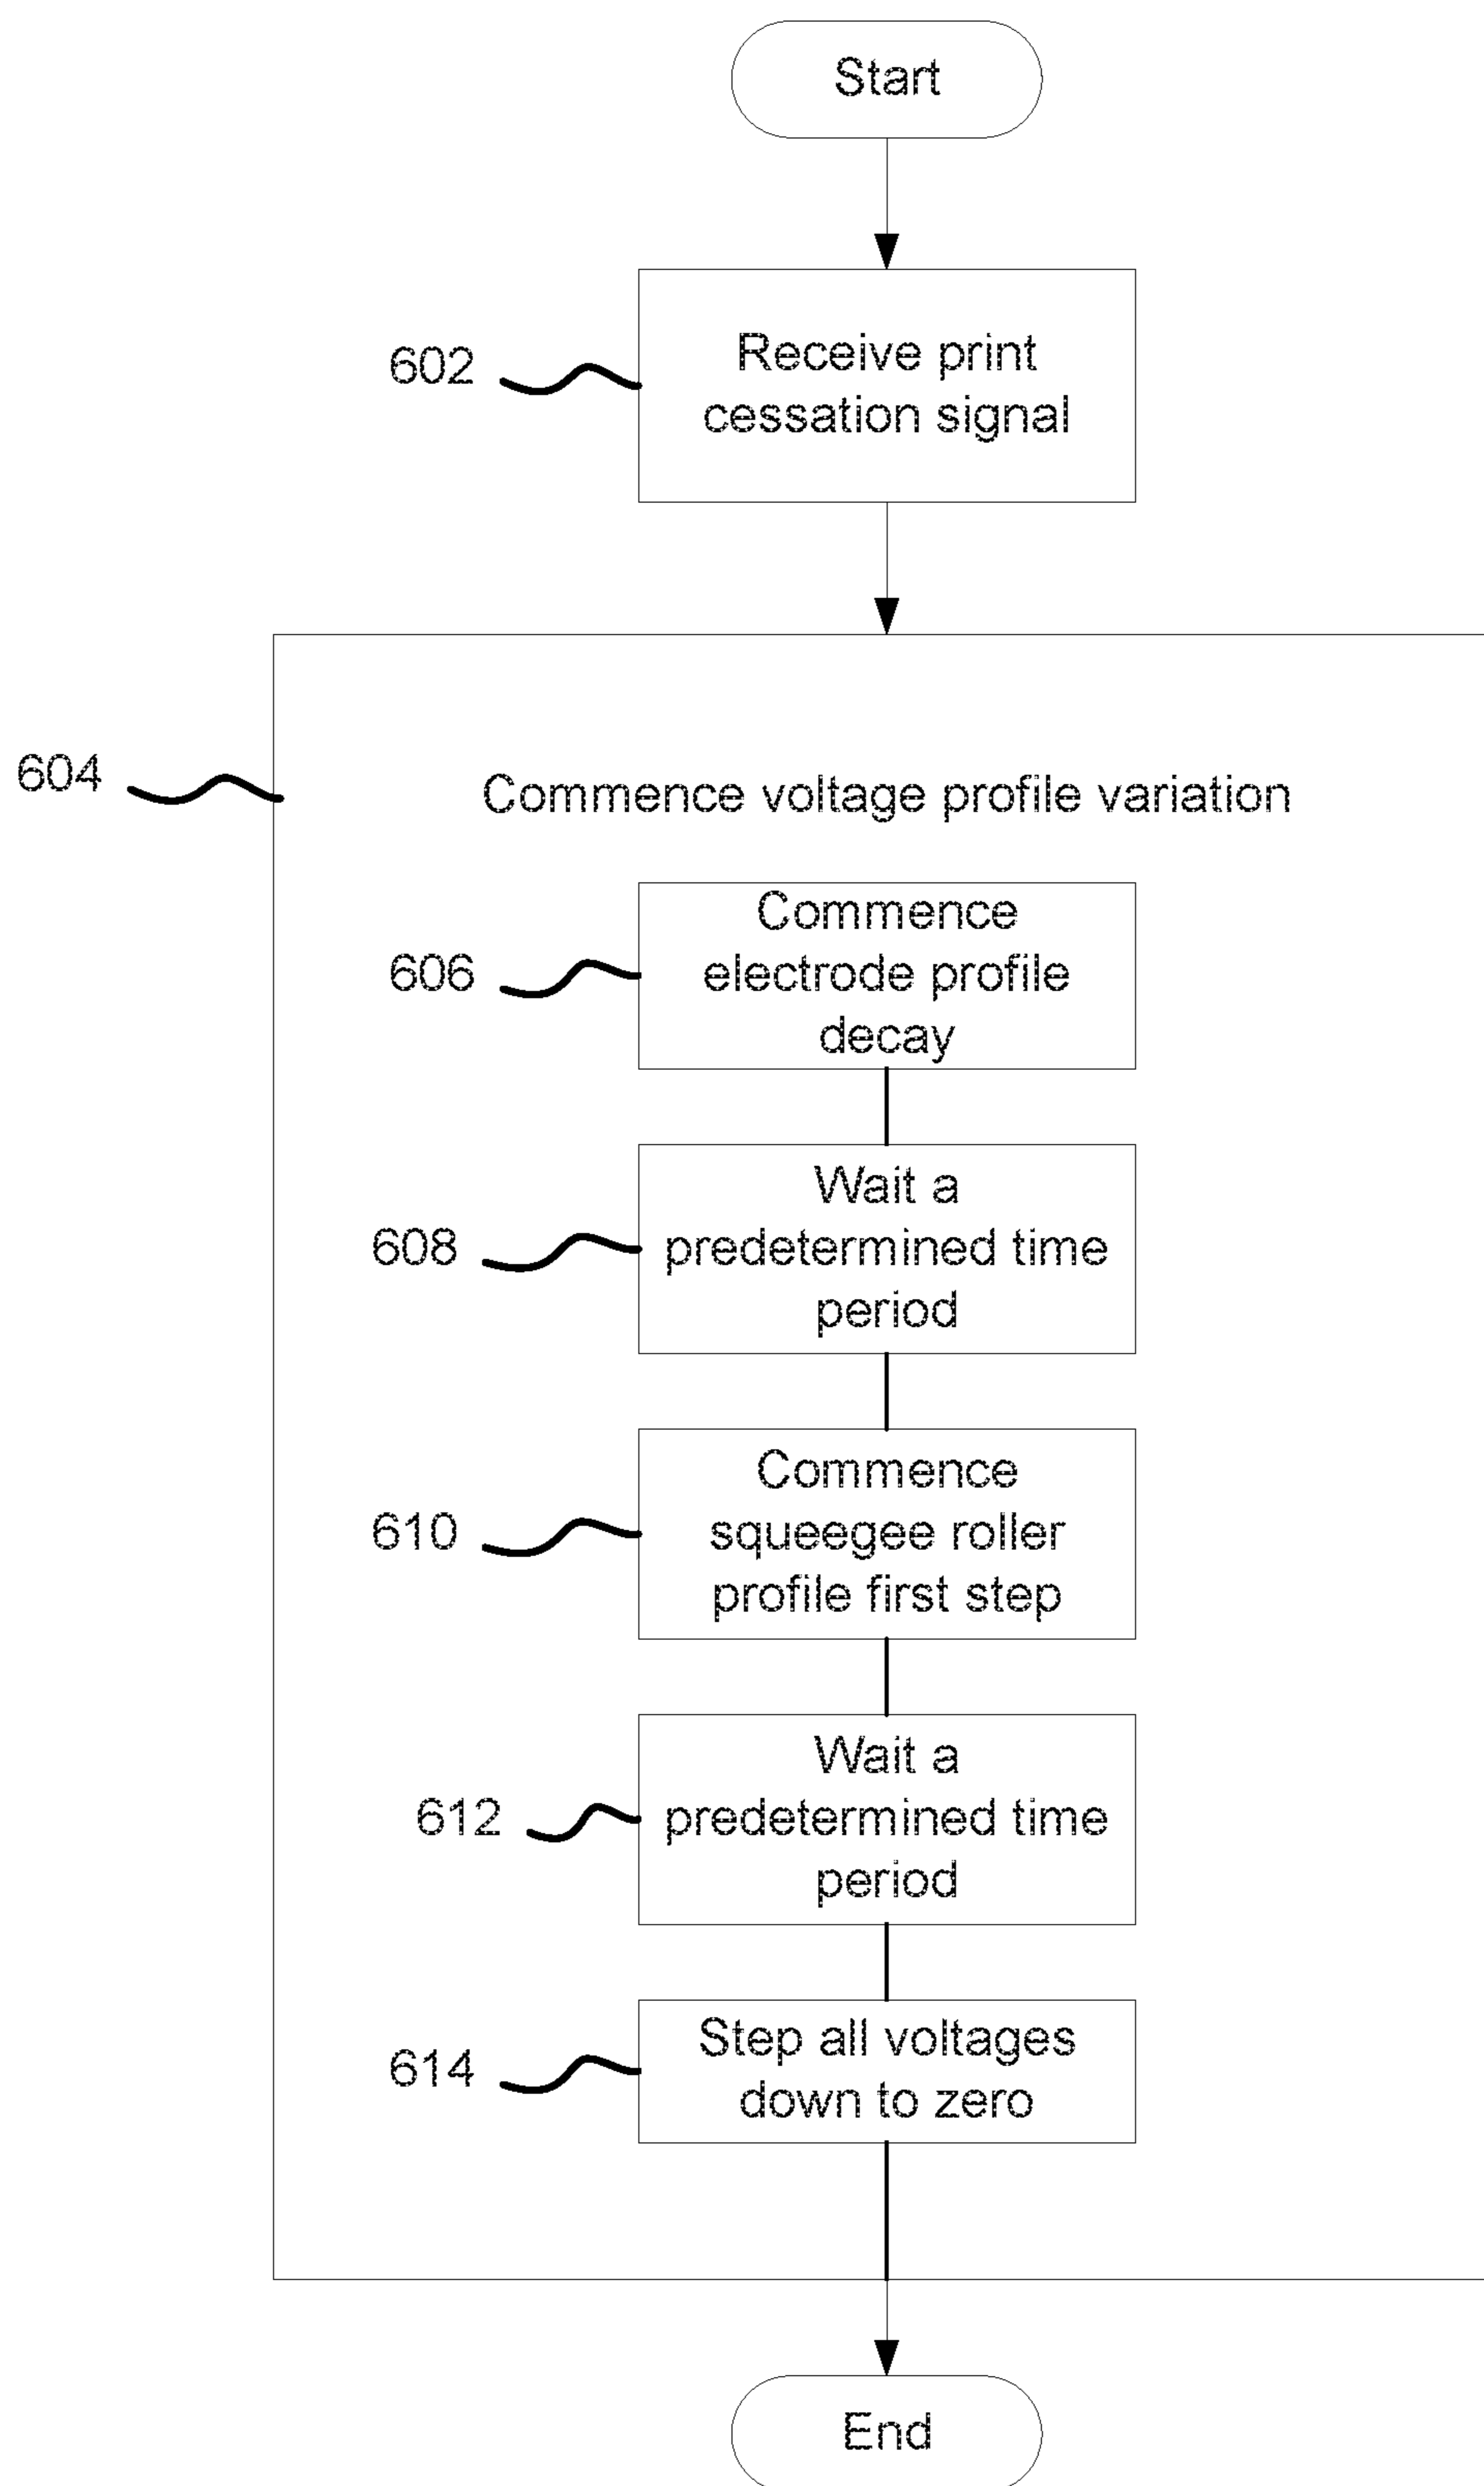 Start
602
Receive print
cessation signal
604
Commence voltage profile variation
606
Commence
electrode profile
decay
608
Wait a
predetermined time
period
610
Commence
squeegee roller
profile first step
612
Wait a
predetermined time
period
614
Step all voltages
down to zero
End